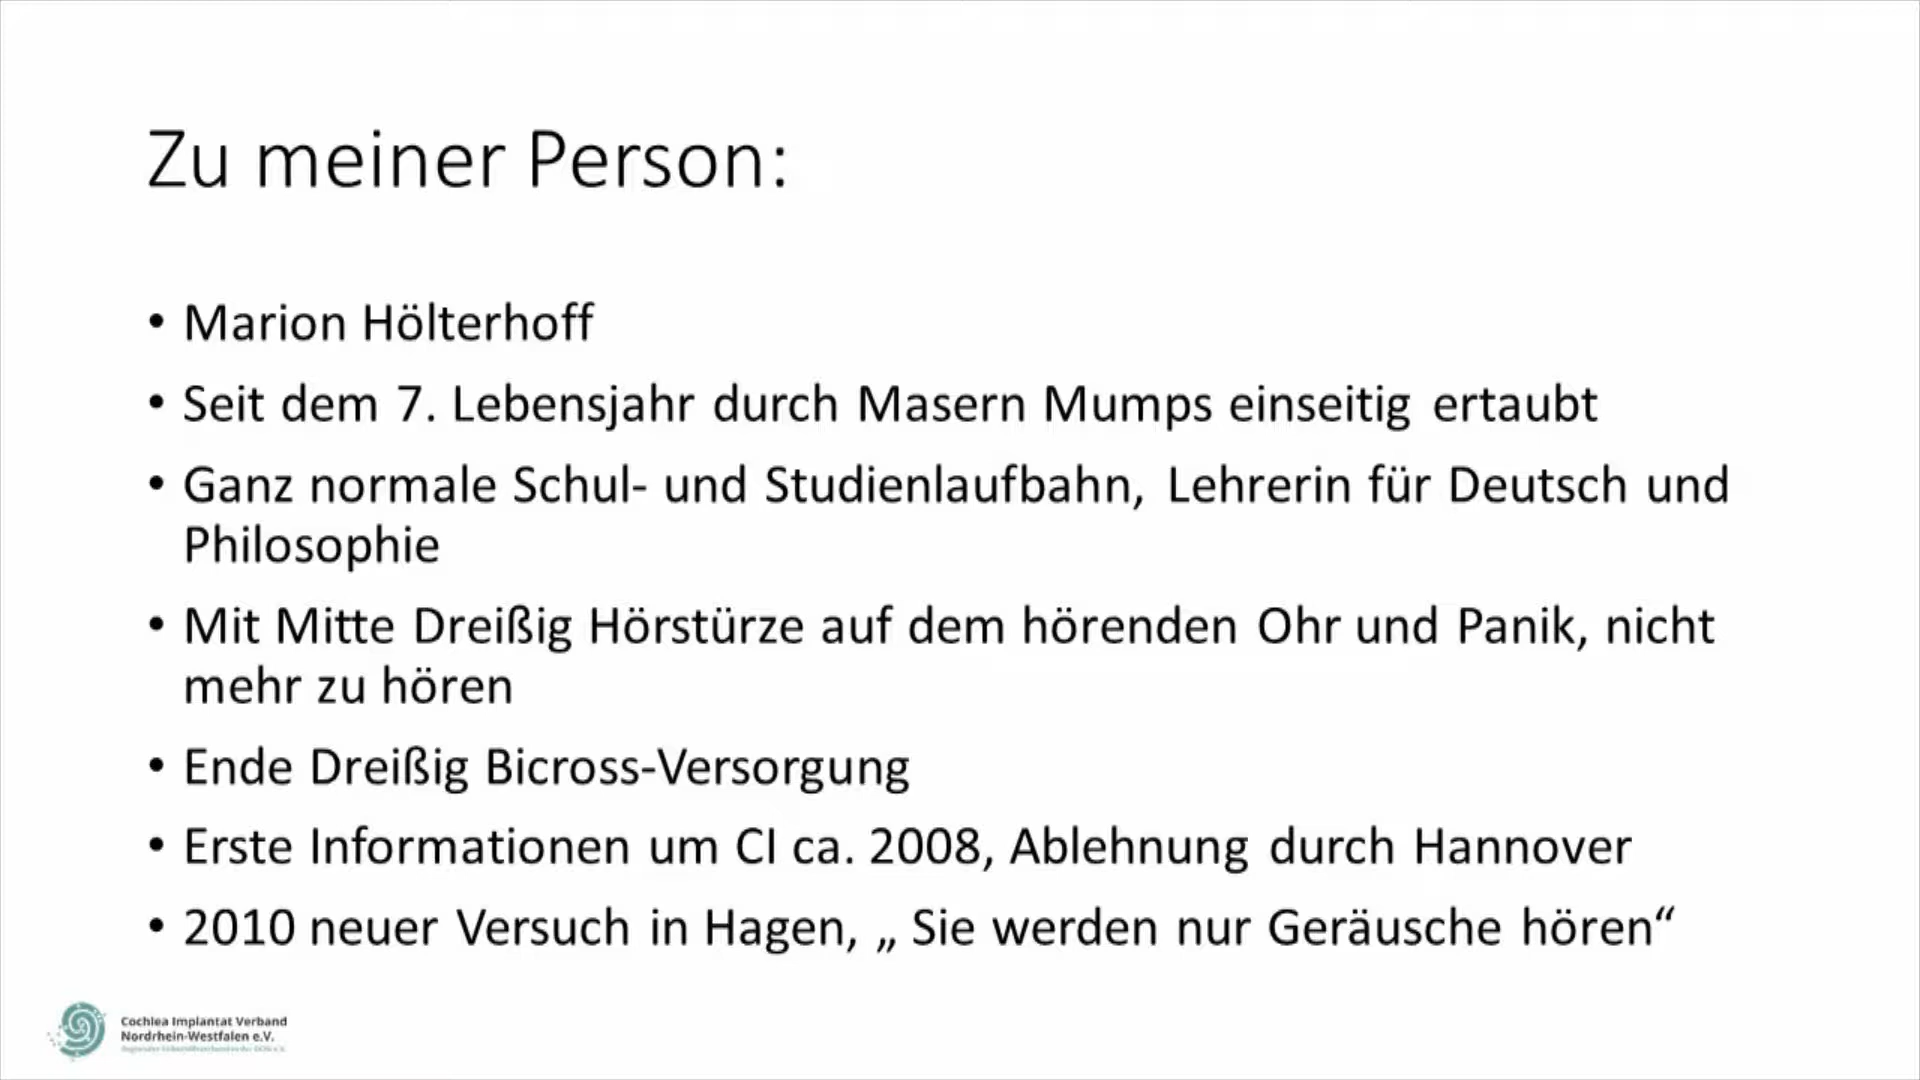 Zu meiner Person:
• Marion Hölterhoff
• Seit dem 7. Lebensjahr durch Masern Mumps einseitig ertaubt
• Ganz normale Schul- und Studienlaufbahn, Lehrerin für Deutsch und
Philosophie
• Mit Mitte Dreißig Hörstürze auf dem hörenden Ohr und Panik, nicht
mehr zu hören
• Ende Dreißig Bicross-Versorgung
• Erste Informationen um CI ca. 2008, Ablehnung durch Hannover
• 2010 neuer Versuch in Hagen, „ Sie werden nur Geräusche hören“
Cochlea Implantat Verband
Nordrhein-Westfalen e.V.